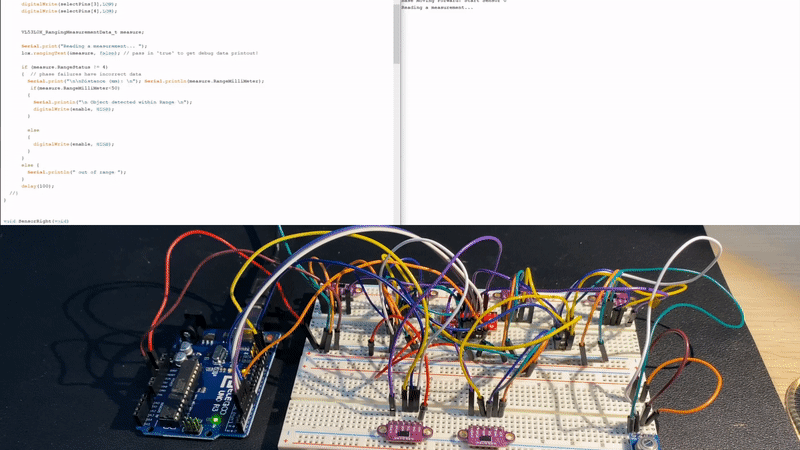 digitalWrite(selectPins[3],LOW);
digitalWrite(selectPins[4],LOW);
VL53L0X_RangingMeasurementData_t measure;
Serial.print("Reading a measurement... ");
lox.rangingTest(&measure, false); // pass in 'true' to get debug data printout!
if (measure.RangeStatus != 4)
{ // phase failures have incorrect data
Serial.print("\n\nDistance (mm): \n"); Serial.println(measure.RangeMilliMeter);
if(measure.RangeMilliMeter<50)
{
Serial.println("\n Object detected within Range \n");
digitalWrite(enable, HIGH);
}
else
{
digitalWrite(enable, HIGH);
}
}
else {
Serial.println(" out of range ");
}
delay(100);
//}
}
void SensorRight(void)
Base Moving Forward! Start Sensor
Reading a measurement...
ELEGOO
UNO R3